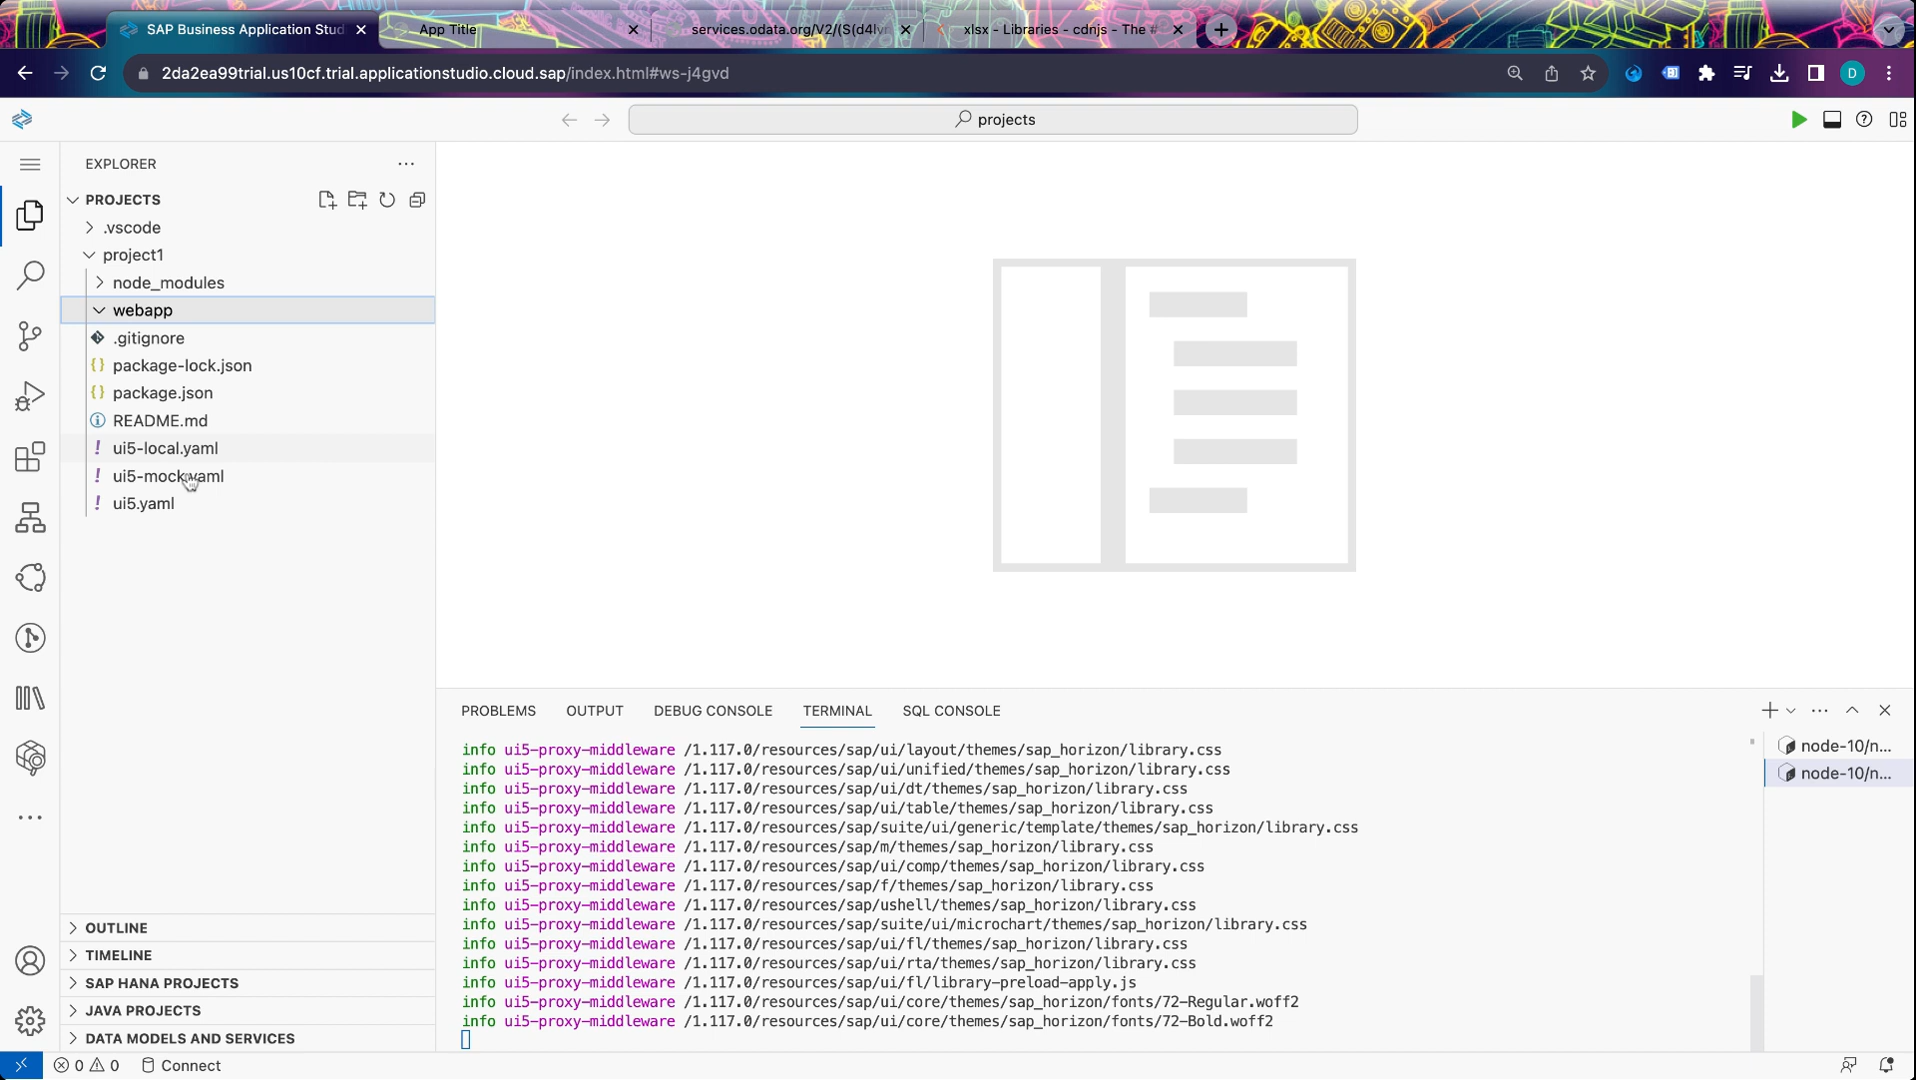 SAP Business Application Stud
App Title
services.odata.org/V2/(S(d4lvr
xlsx - Libraries - cdnjs - The #
2da2ea99trial.us10cf.trial.applicationstudio.cloud.sap/index.html#ws-j4gvd
D
projects
EXPLORER
PROJECTS
.vscode
project1
node_modules
webapp
.gitignore
package-lock.json
package.json
README.md
ui5-local.yaml
ui5-mock.yaml
ui5.yaml
OUTLINE
TIMELINE
SAP HANA PROJECTS
JAVA PROJECTS
DATA MODELS AND SERVICES
PROBLEMS OUTPUT DEBUG CONSOLE TERMINAL SQL CONSOLE
info ui5-proxy-middleware /1.117.0/resources/sap/ui/layout/themes/sap_horizon/library.css
info ui5-proxy-middleware /1.117.0/resources/sap/ui/unified/themes/sap_horizon/library.css
info ui5-proxy-middleware /1.117.0/resources/sap/ui/dt/themes/sap_horizon/library.css
info ui5-proxy-middleware /1.117.0/resources/sap/ui/table/themes/sap_horizon/library.css
info ui5-proxy-middleware /1.117.0/resources/sap/suite/ui/generic/template/themes/sap_horizon/library.css
info ui5-proxy-middleware /1.117.0/resources/sap/m/themes/sap_horizon/library.css
info ui5-proxy-middleware /1.117.0/resources/sap/ui/comp/themes/sap_horizon/library.css
info ui5-proxy-middleware /1.117.0/resources/sap/f/themes/sap_horizon/library.css
info ui5-proxy-middleware /1.117.0/resources/sap/ushell/themes/sap_horizon/library.css
info ui5-proxy-middleware /1.117.0/resources/sap/suite/ui/microchart/themes/sap_horizon/library.css
info ui5-proxy-middleware /1.117.0/resources/sap/ui/fl/themes/sap_horizon/library.css
info ui5-proxy-middleware /1.117.0/resources/sap/ui/rta/themes/sap_horizon/library.css
info ui5-proxy-middleware /1.117.0/resources/sap/ui/fl/library-preload-apply.js
info ui5-proxy-middleware /1.117.0/resources/sap/ui/core/themes/sap_horizon/fonts/72-Regular.woff2
info ui5-proxy-middleware /1.117.0/resources/sap/ui/core/themes/sap_horizon/fonts/72-Bold.woff2
node-10/n...
node-10/n...
0 0 Connect